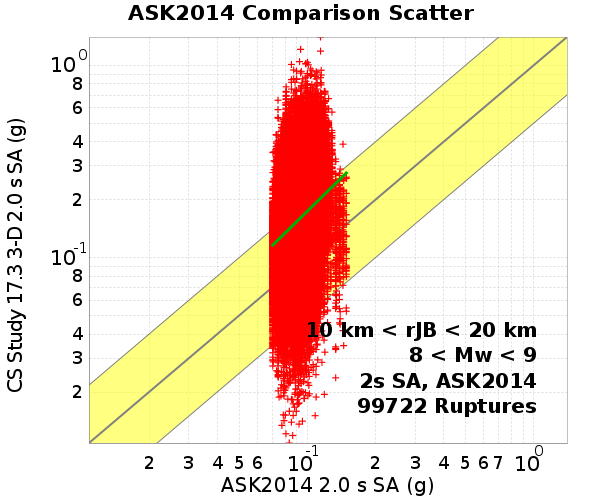 ASK2014 Comparison Scatter
CS Study 17.3 3-D 2.0 s SA (g)
10⁰
8
6
4
3
2
10⁻¹
8
6
4
3
2
10 km < rJB < 20 km
8 < Mw < 9
2s SA, ASK2014
99722 Ruptures
2 3 4 5 6 10⁻¹ 2 3 4 5 6 7 10⁰
ASK2014 2.0 s SA (g)